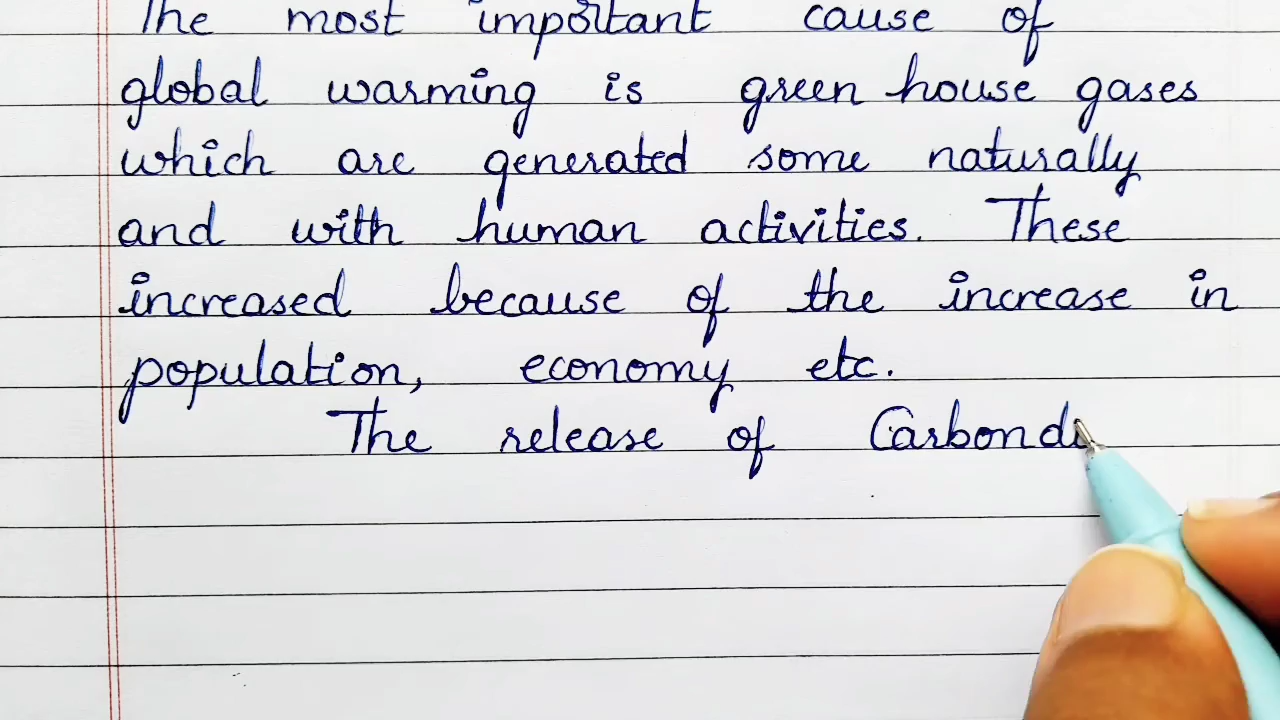 The most important cause of
global warming is green house gases
which are generated some naturally
and with human activities. These
increased because of the increase in
population, economy etc.
The release of Carbondi